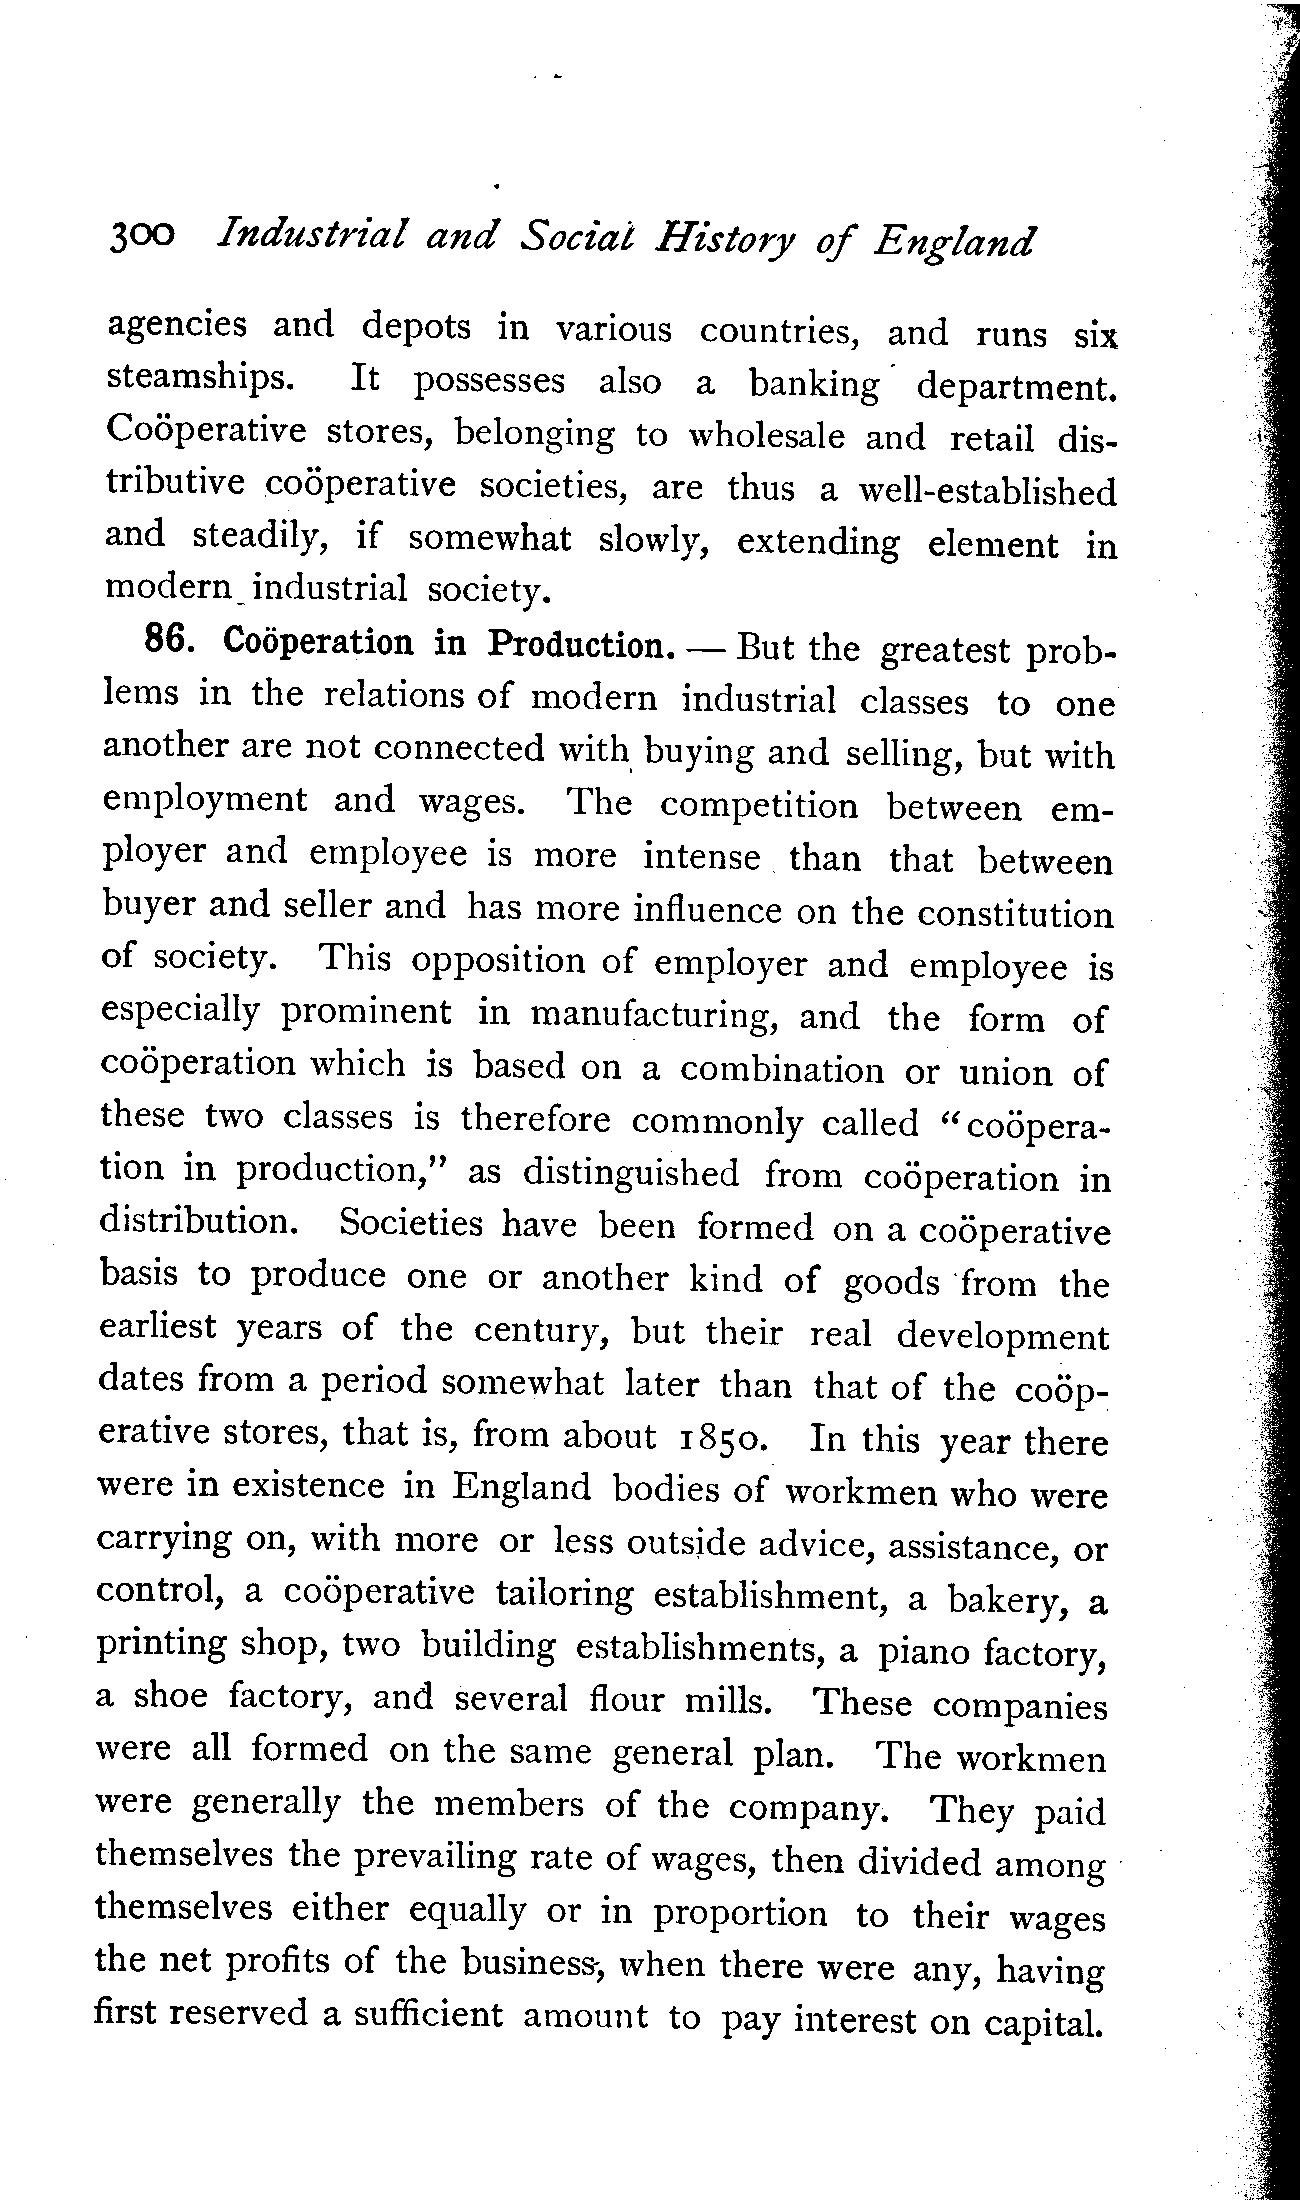 300 Industrial and Social History of England
agencies and depots in various countries, and runs six
steamships. It possesses also a banking department.
Coöperative stores, belonging to wholesale and retail dis-
tributive coöperative societies, are thus a well-established
and steadily, if somewhat slowly, extending element in
modern industrial society.
86. Coöperation in Production. — But the greatest prob-
lems in the relations of modern industrial classes to one
another are not connected with buying and selling, but with
employment and wages. The competition between em-
ployer and employee is more intense than that between
buyer and seller and has more influence on the constitution
of society. This opposition of employer and employee is
especially prominent in manufacturing, and the form of
coöperation which is based on a combination or union of
these two classes is therefore commonly called "coöpera-
tion in production," as distinguished from coöperation in
distribution. Societies have been formed on a coöperative
basis to produce one or another kind of goods from the
earliest years of the century, but their real development
dates from a period somewhat later than that of the coöp-
erative stores, that is, from about 1850. In this year there
were in existence in England bodies of workmen who were
carrying on, with more or less outside advice, assistance, or
control, a coöperative tailoring establishment, a bakery, a
printing shop, two building establishments, a piano factory,
a shoe factory, and several flour mills. These companies
were all formed on the same general plan. The workmen
were generally the members of the company. They paid
themselves the prevailing rate of wages, then divided among
themselves either equally or in proportion to their wages
the net profits of the business, when there were any, having
first reserved a sufficient amount to pay interest on capital.